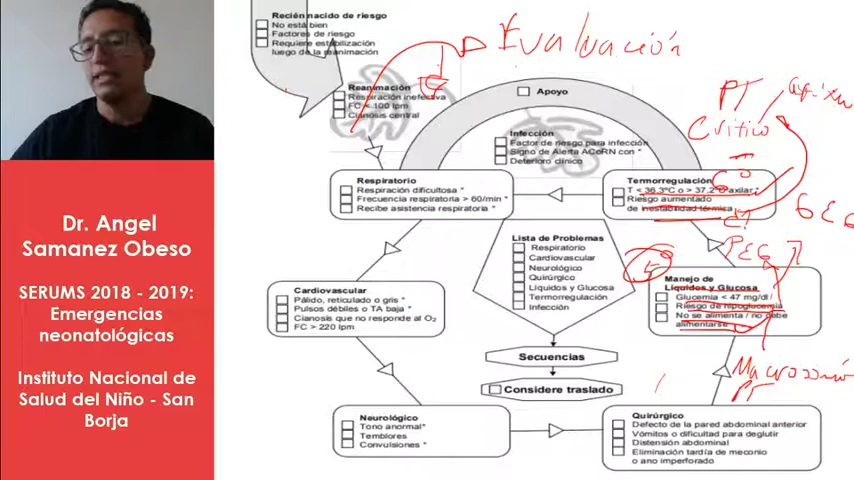 Recién nacido de riesgo
No está bien
Factores de riesgo
Requiere estabilización
luego de la reanimación
Evaluación
Reanimación
Respiración inefectiva
FC < 100 lpm
Cianosis central
Apoyo
Infección
Factor de riesgo para infección
Signo de Alerta ACoRN con *
Deterioro clínico
PT
Crítico
Respiratorio
Respiración dificultosa *
Frecuencia respiratoria > 60/min *
Recibe asistencia respiratoria *
Termorregulación
T < 36.3°C o > 37.2°C axilar *
Riesgo aumentado
de inestabilidad térmica
GEG
PEG
Lista de Problemas
Respiratorio
Cardiovascular
Neurológico
Quirúrgico
Líquidos y Glucosa
Termorregulación
Infección
Manejo de
Líquidos y Glucosa
Glucemia < 47 mg/dl
Riesgo de hipoglucemia
No se alimenta / no debe
alimentarse
Cardiovascular
Pálido, reticulado o gris *
Pulsos débiles o TA baja *
Cianosis que no responde al O₂
FC > 220 lpm
Secuencias
Considere traslado
PT
Neurológico
Tono anormal*
Temblores
Convulsiones *
Quirúrgico
Defecto de la pared abdominal anterior
Vómitos o dificultad para deglutir
Distensión abdominal
Eliminación tardía de meconio
o ano imperforado
Dr. Angel
Samanez Obeso
SERUMS 2018 - 2019:
Emergencias
neonatológicas
Instituto Nacional de
Salud del Niño - San
Borja